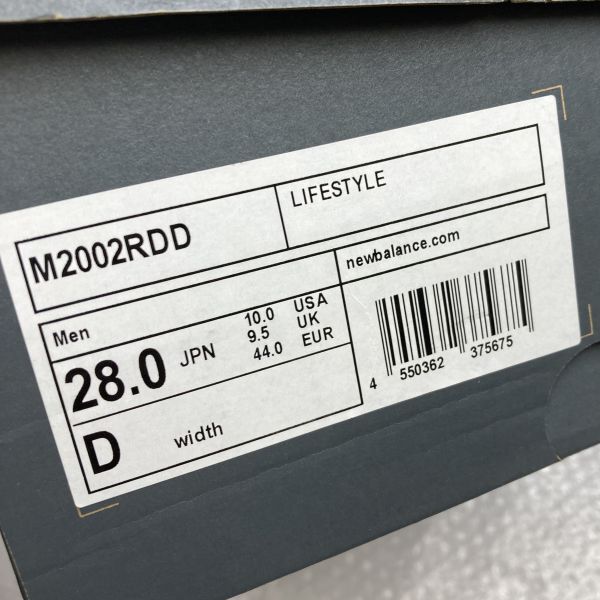 M2002RDD
LIFESTYLE
newbalance.com
Men
28.0 JPN
10.0 USA
9.5 UK
44.0 EUR
D width
4 550362 375675